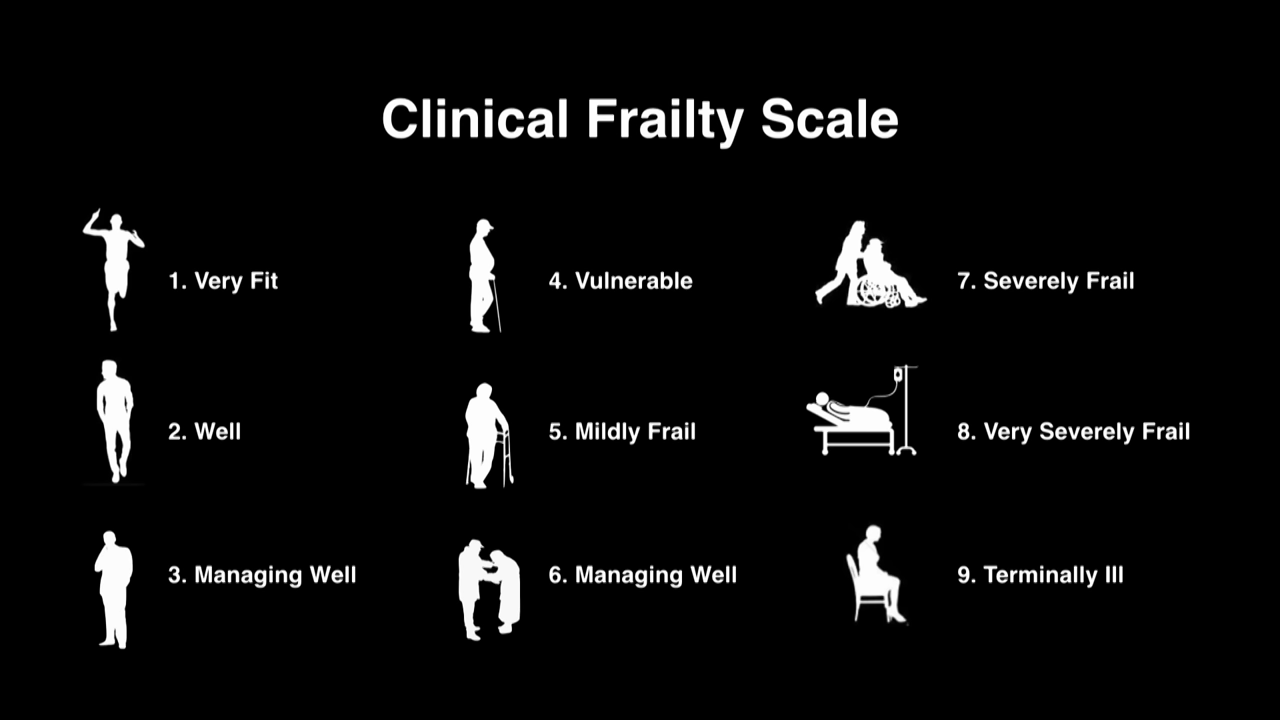 Clinical Frailty Scale
1. Very Fit
2. Well
3. Managing Well
4. Vulnerable
5. Mildly Frail
6. Managing Well
7. Severely Frail
8. Very Severely Frail
9. Terminally Ill